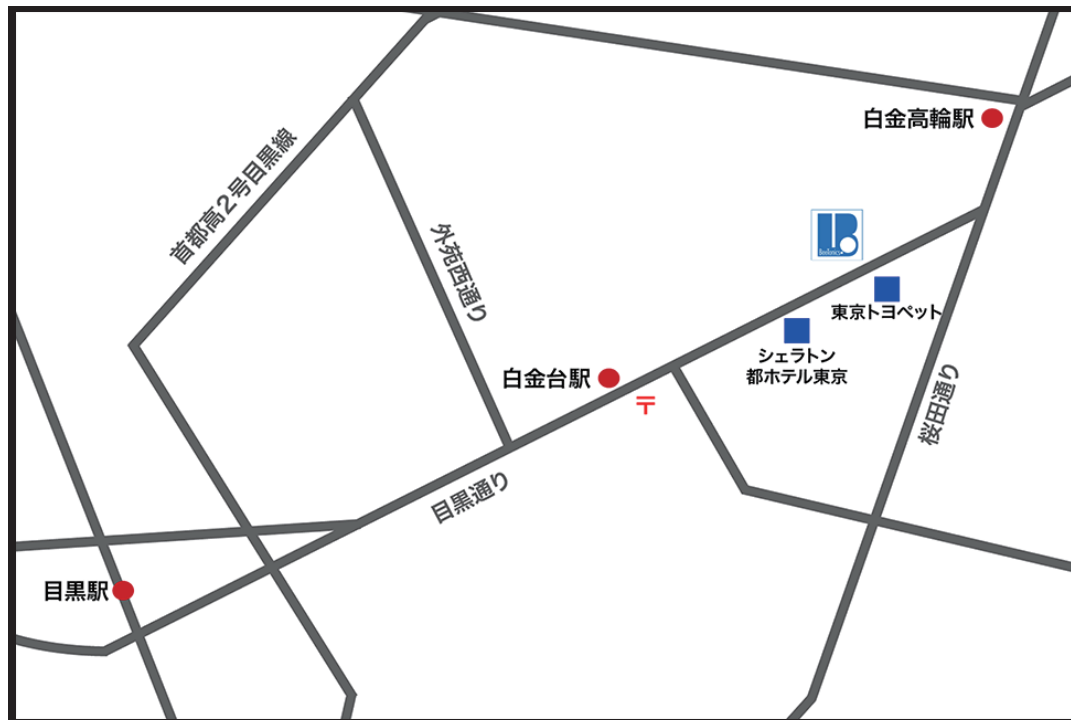 白金高輪駅
首都高2号目黒線
外苑西通り
東京トヨペット
シェラトン
都ホテル東京
白金台駅
〒
桜田通り
目黒通り
目黒駅